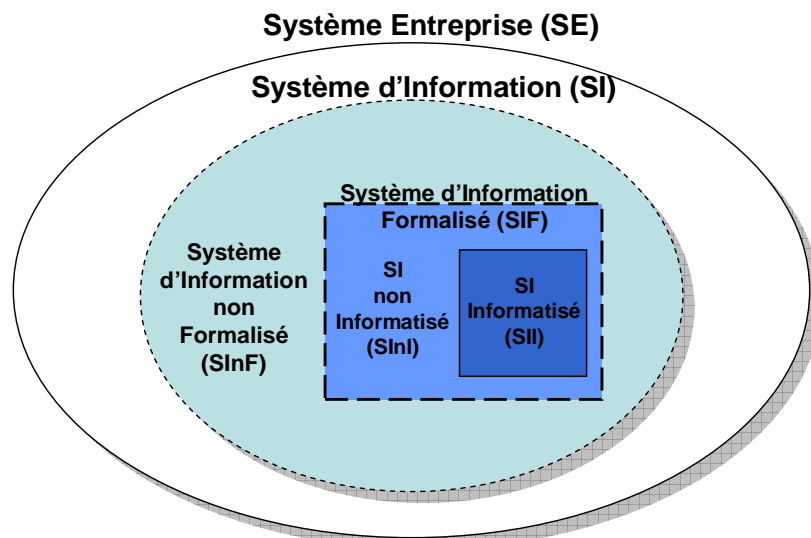 Système Entreprise (SE)
Système d’Information (SI)
Système d’Information
Formalisé (SIF)
Système
d’Information
non
Formalisé
(SInF)
SI
non
Informatisé
(SInI)
SI
Informatisé
(SII)